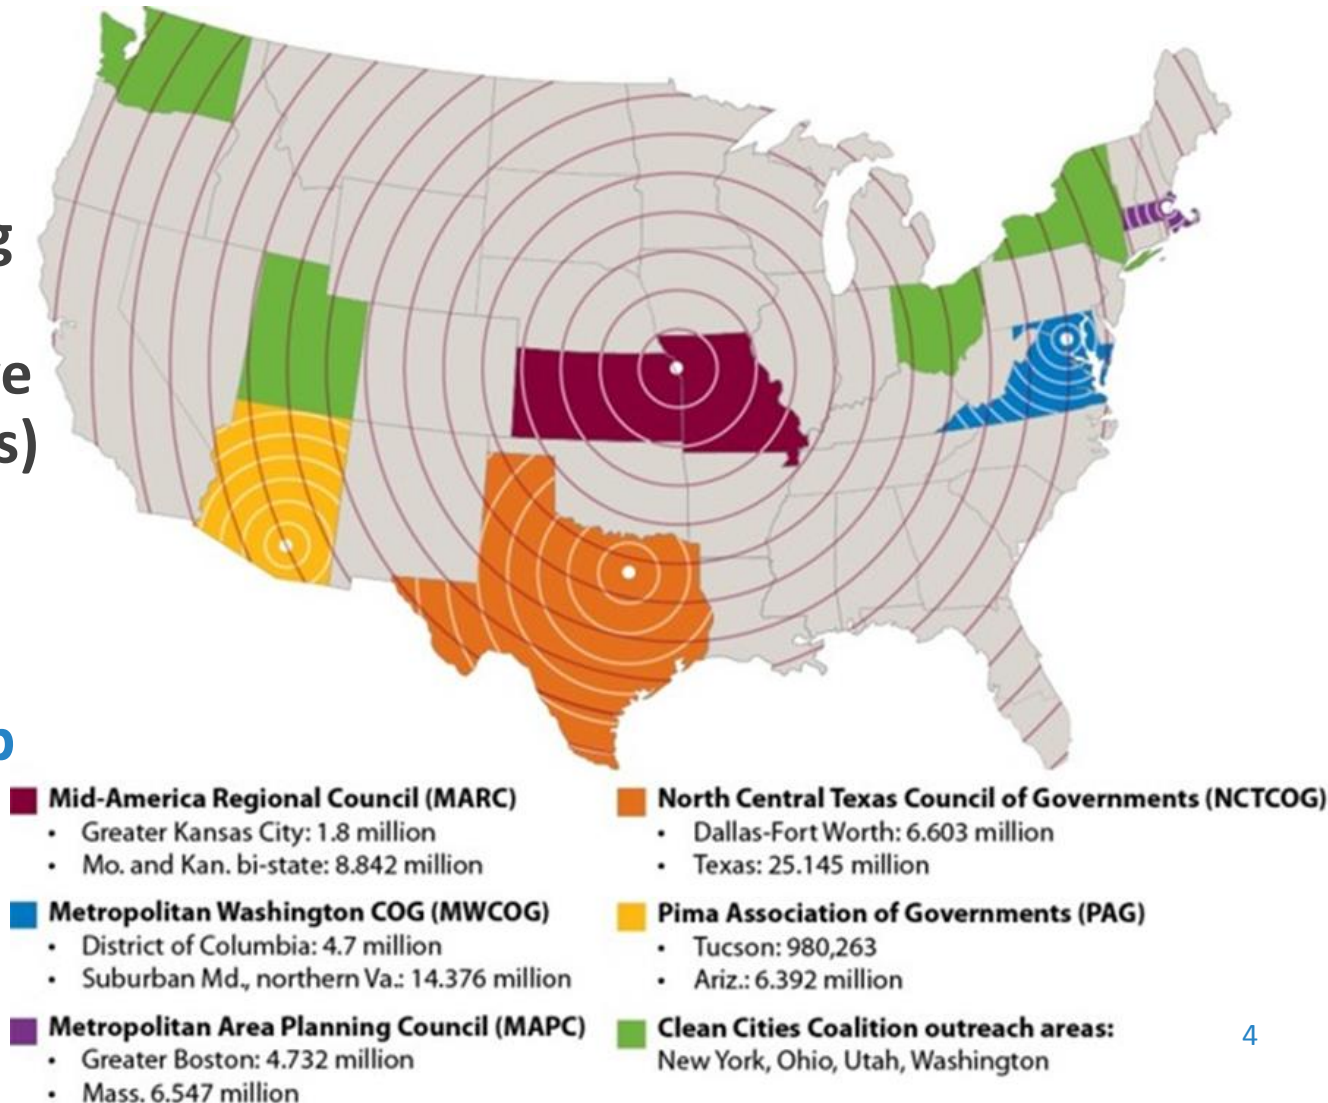 g
e
s)
p
Mid-America Regional Council (MARC)
• Greater Kansas City: 1.8 million
• Mo. and Kan. bi-state: 8.842 million
Metropolitan Washington COG (MWCOG)
• District of Columbia: 4.7 million
• Suburban Md., northern Va.: 14.376 million
Metropolitan Area Planning Council (MAPC)
• Greater Boston: 4.732 million
• Mass. 6.547 million
North Central Texas Council of Governments (NCTCOG)
• Dallas-Fort Worth: 6.603 million
• Texas: 25.145 million
Pima Association of Governments (PAG)
• Tucson: 980,263
• Ariz.: 6.392 million
Clean Cities Coalition outreach areas:
New York, Ohio, Utah, Washington
4